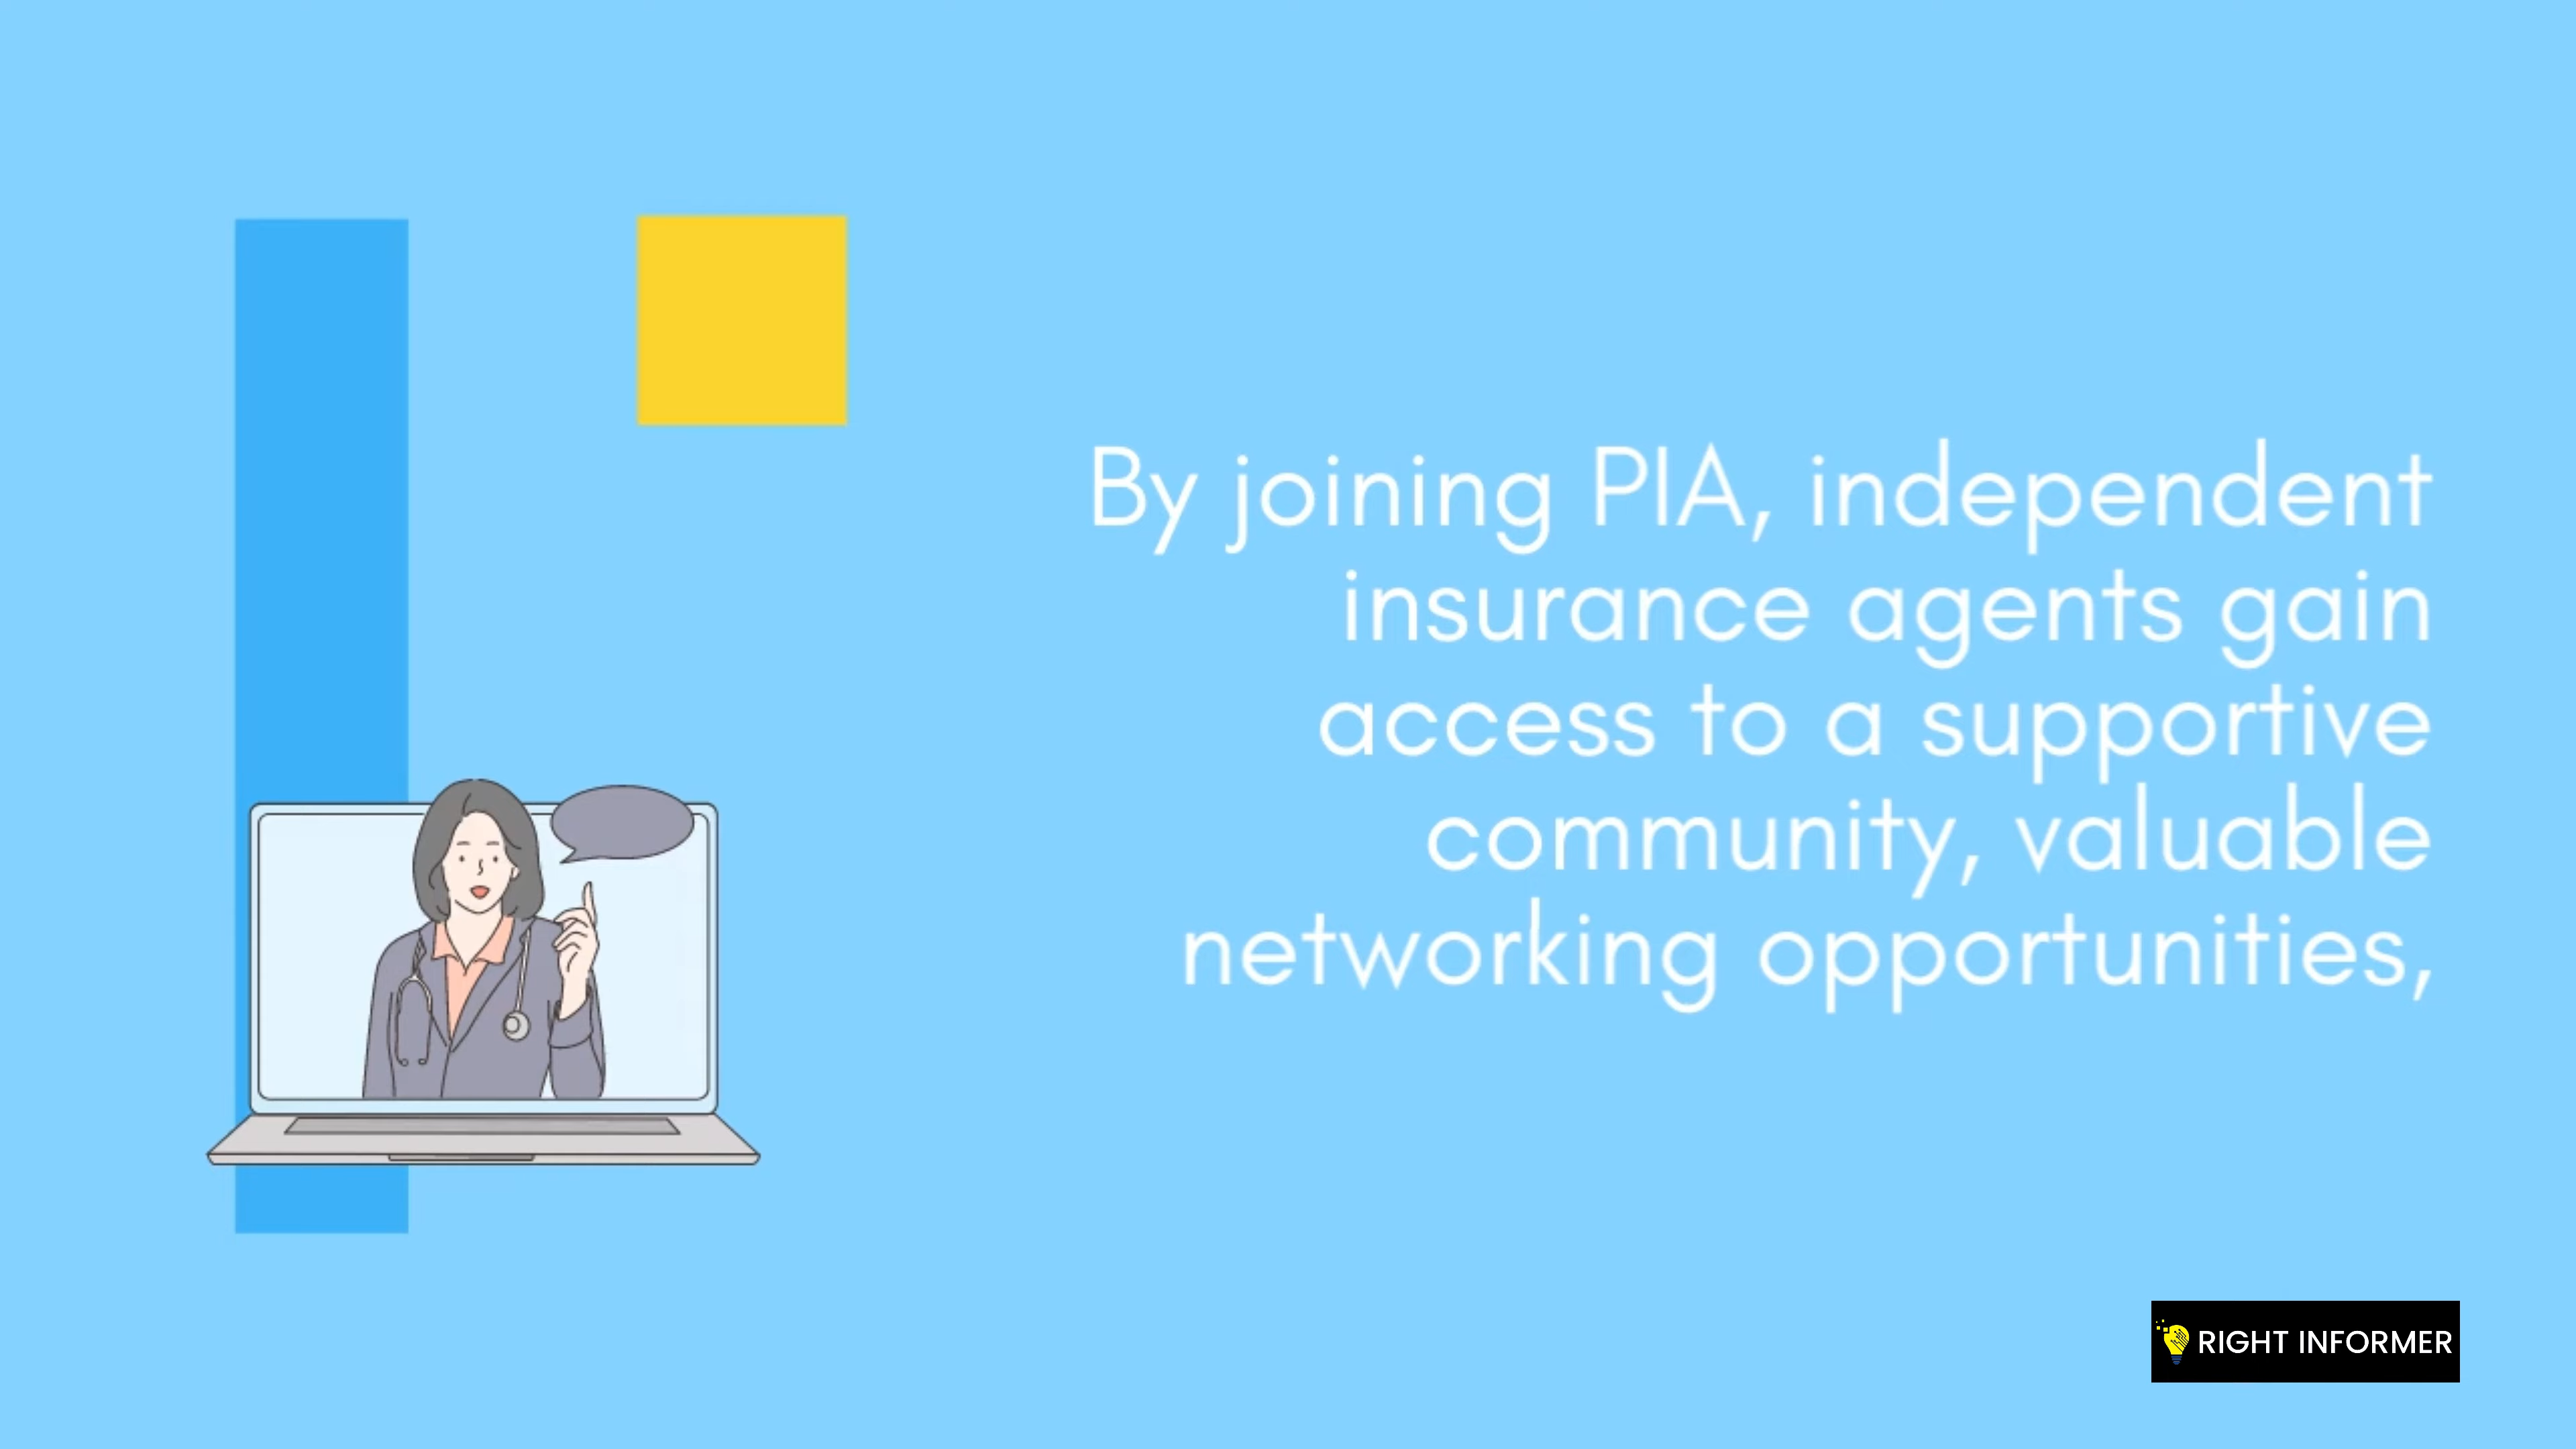 By joining PIA, independent
insurance agents gain
access to a supportive
community, valuable
networking opportunities,
RIGHT INFORMER